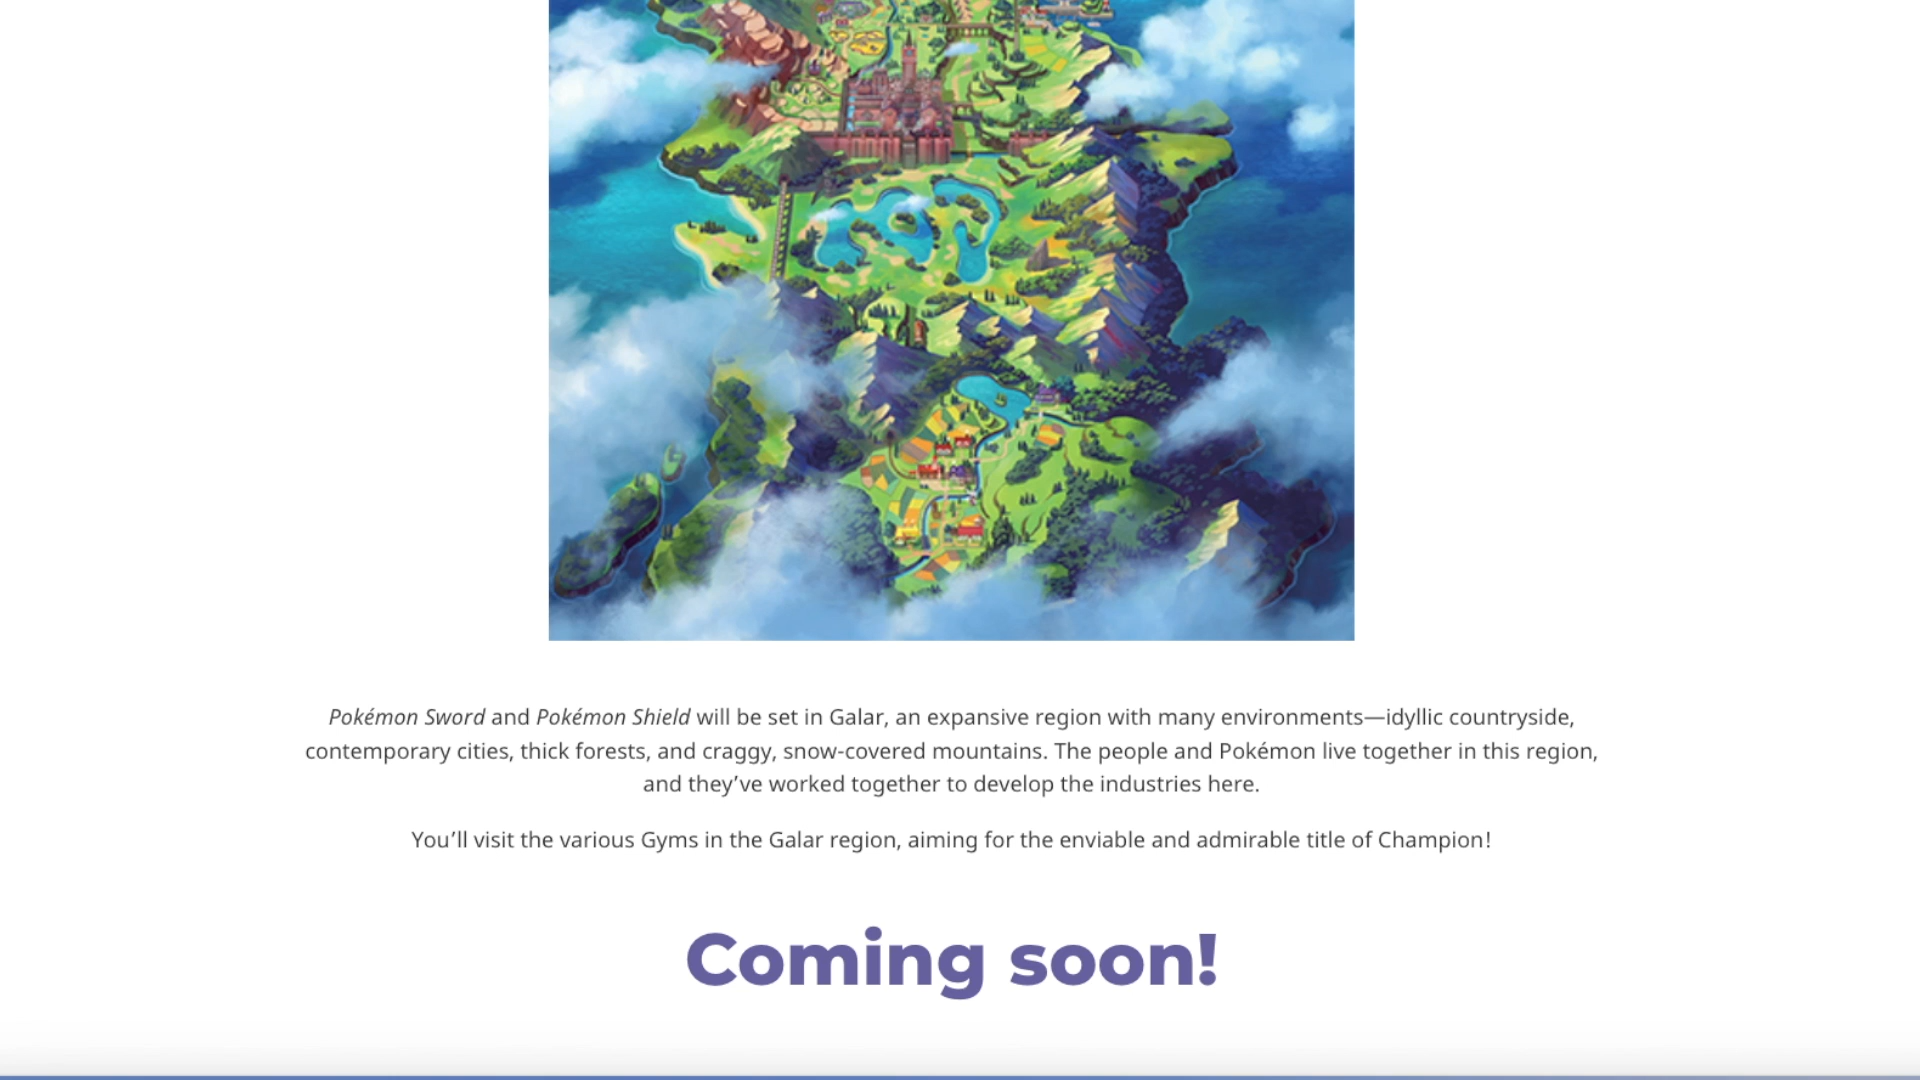 Pokémon Sword and Pokémon Shield will be set in Galar, an expansive region with many environments—idyllic countryside,
contemporary cities, thick forests, and craggy, snow-covered mountains. The people and Pokémon live together in this region,
and they’ve worked together to develop the industries here.
You’ll visit the various Gyms in the Galar region, aiming for the enviable and admirable title of Champion!
Coming soon!